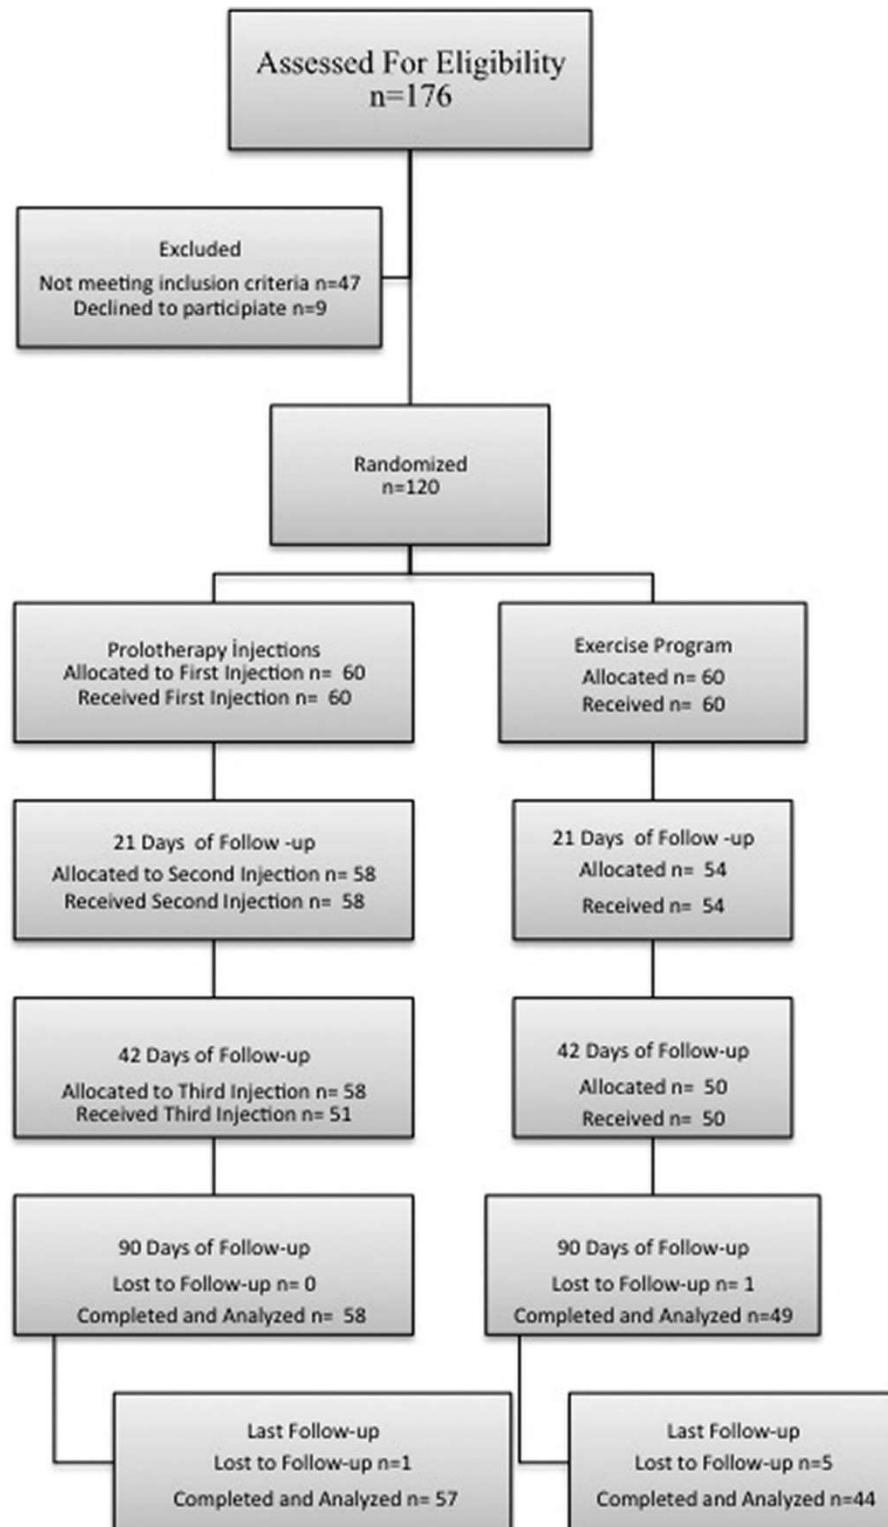 Assessed For Eligibility
n=176
Excluded
Not meeting inclusion criteria n=47
Declined to participiate n=9
Randomized
n=120
Prolotherapy İnjections
Allocated to First Injection n=  60
Received First Injection n=  60
Exercise Program
Allocated n= 60
Received n=  60
21 Days  of Follow -up
Allocated to Second Injection n= 58
Received Second Injection n=  58
21 Days  of Follow -up
Allocated n=  54
Received n=  54
42 Days of Follow-up
Allocated to Third Injection n= 58
Received Third Injection n= 51
42 Days of Follow-up
Allocated n=  50
Received n=  50
90 Days of Follow-up
Lost to Follow-up n= 0
Completed and Analyzed n=  58
90 Days of Follow-up
Lost to Follow-up n= 1
Completed and Analyzed n=49
Last Follow-up
Lost to Follow-up n=1
Completed and Analyzed n= 57
Last Follow-up
Lost to Follow-up n=5
Completed and Analyzed n=44